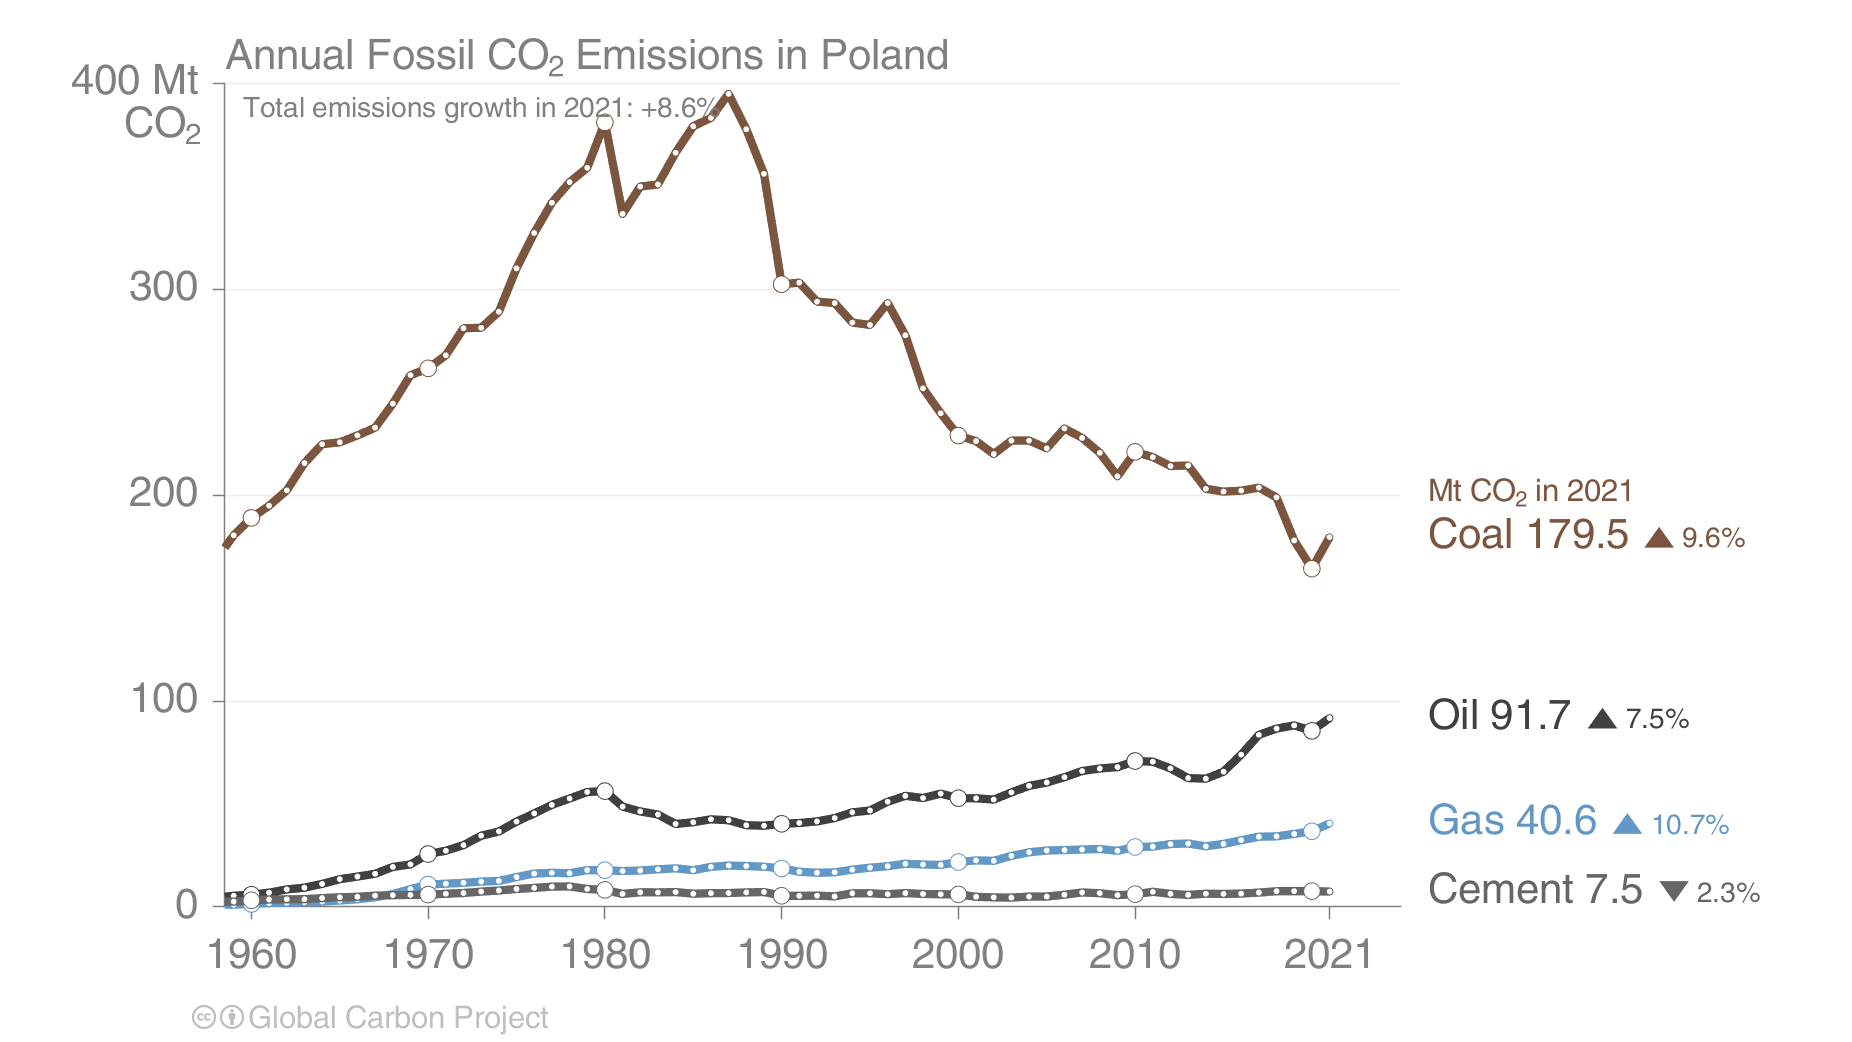 Annual Fossil CO₂ Emissions in Poland
400 Mt
CO₂
Total emissions growth in 2021: +8.6%
300
200
100
0
Mt CO₂ in 2021
Coal 179.5 ▲ 9.6%
Oil 91.7 ▲ 7.5%
Gas 40.6 ▲ 10.7%
Cement 7.5 ▼ 2.3%
1960 1970 1980 1990 2000 2010 2021
cc Global Carbon Project